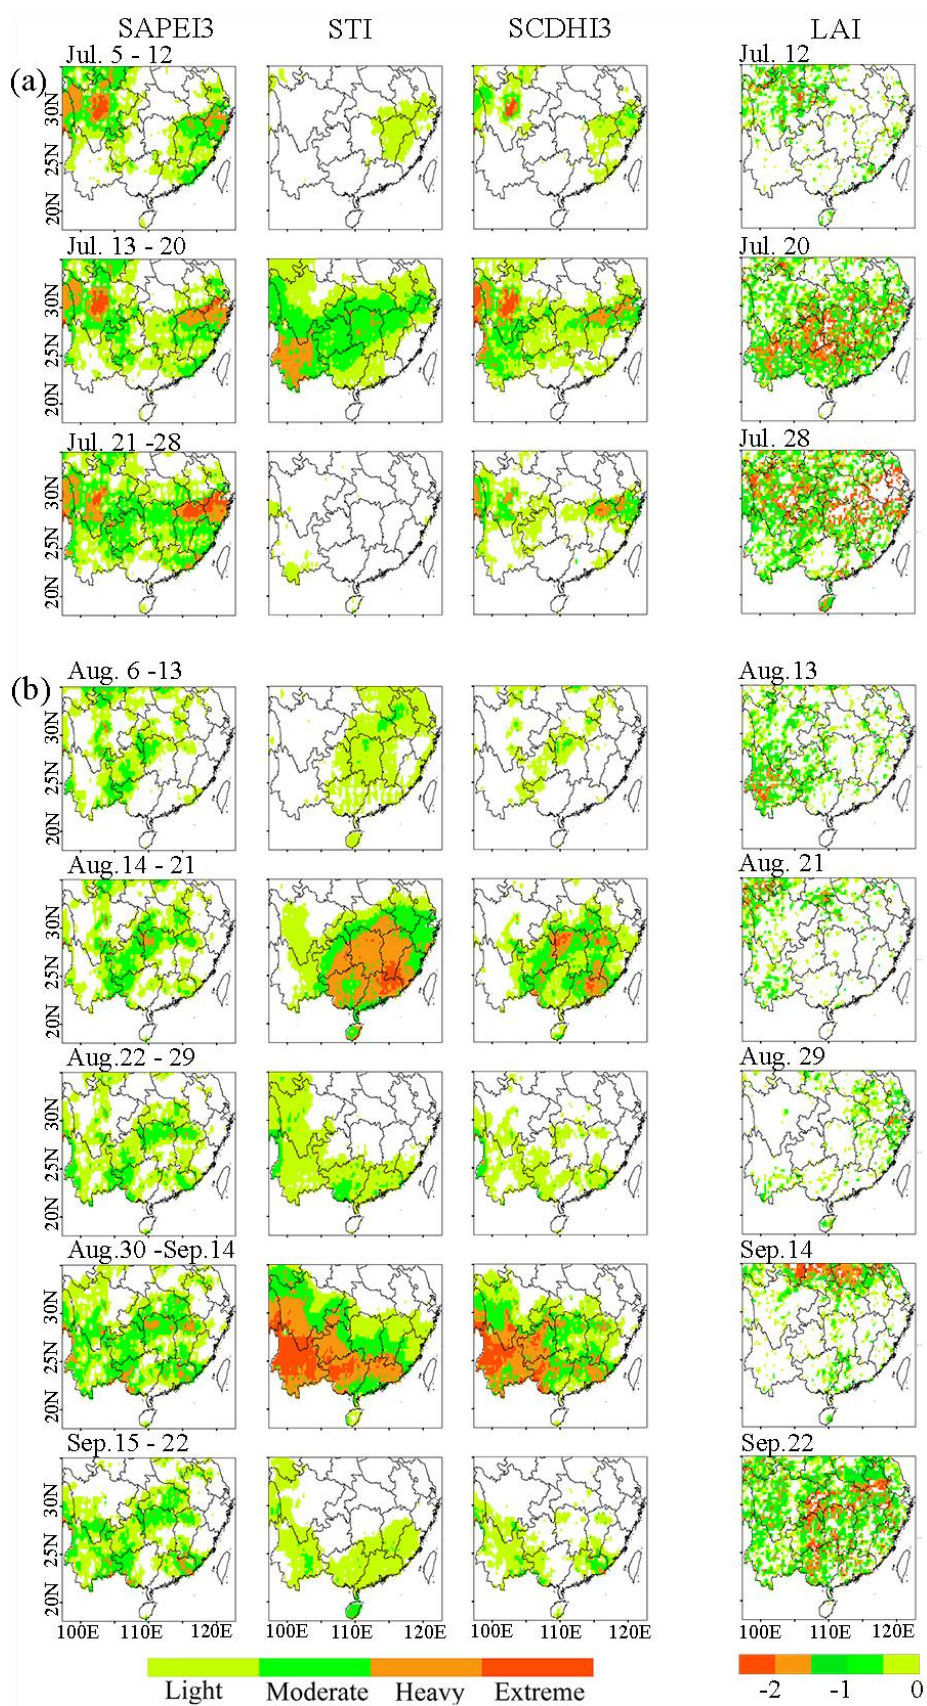 SAPEI3 STI SCDHI3 LAI
Jul. 5 - 12 Jul. 12
(a)
30N
25N
20N
Jul. 13 - 20 Jul. 20
30N
25N
20N
Jul. 21 -28 Jul. 28
30N
25N
20N
Aug. 6 -13 Aug.13
(b)
30N
25N
20N
Aug.14 - 21 Aug. 21
30N
25N
20N
Aug.22 - 29 Aug. 29
30N
25N
20N
Aug.30 -Sep.14 Sep.14
30N
25N
20N
Sep.15 - 22 Sep.22
30N
25N
20N
100E 110E 120E 100E 110E 120E 100E 110E 120E 100E 110E 120E
Light Moderate Heavy Extreme -2 -1 0